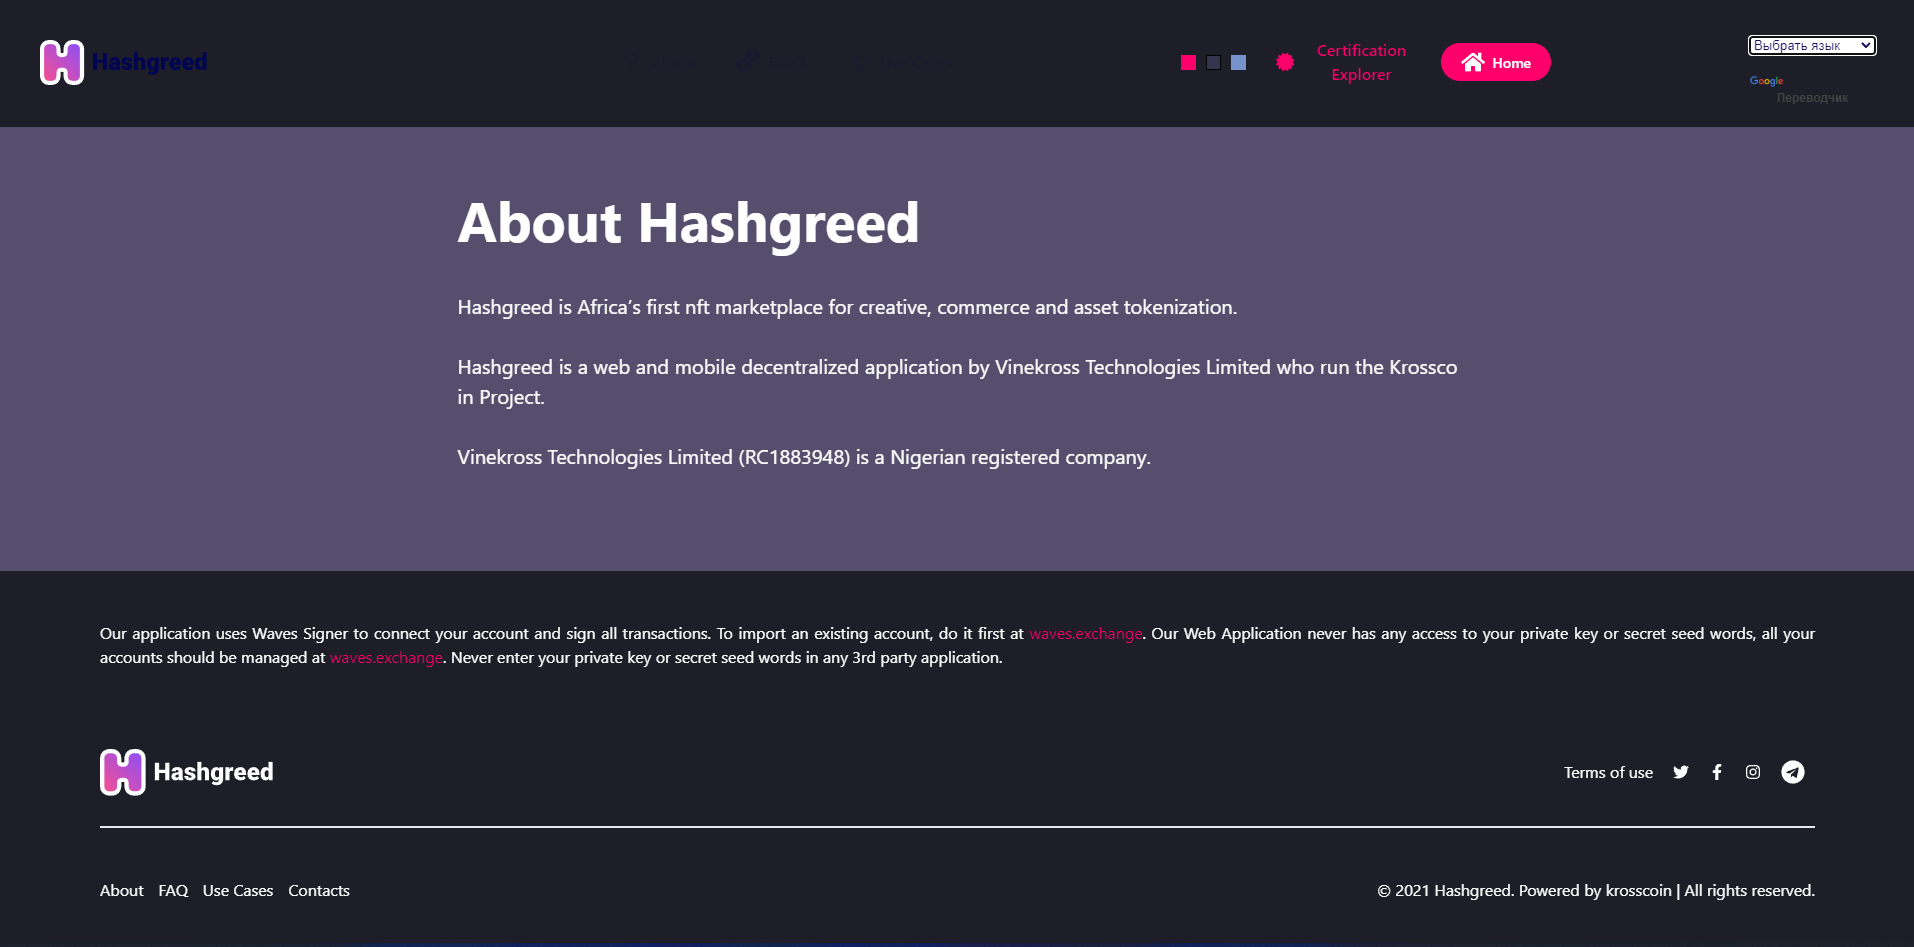 Hashgreed
Certification
Explorer
Home
Выбрать язык
Google
Переводчик
About Hashgreed
Hashgreed is Africa’s first nft marketplace for creative, commerce and asset tokenization.
Hashgreed is a web and mobile decentralized application by Vinekross Technologies Limited who run the Krossco
in Project.
Vinekross Technologies Limited (RC1883948) is a Nigerian registered company.
Our application uses Waves Signer to connect your account and sign all transactions. To import an existing account, do it first at waves.exchange. Our Web Application never has any access to your private key or secret seed words, all your
accounts should be managed at waves.exchange. Never enter your private key or secret seed words in any 3rd party application.
Hashgreed
Terms of use
About FAQ Use Cases Contacts
© 2021 Hashgreed. Powered by krosscoin | All rights reserved.